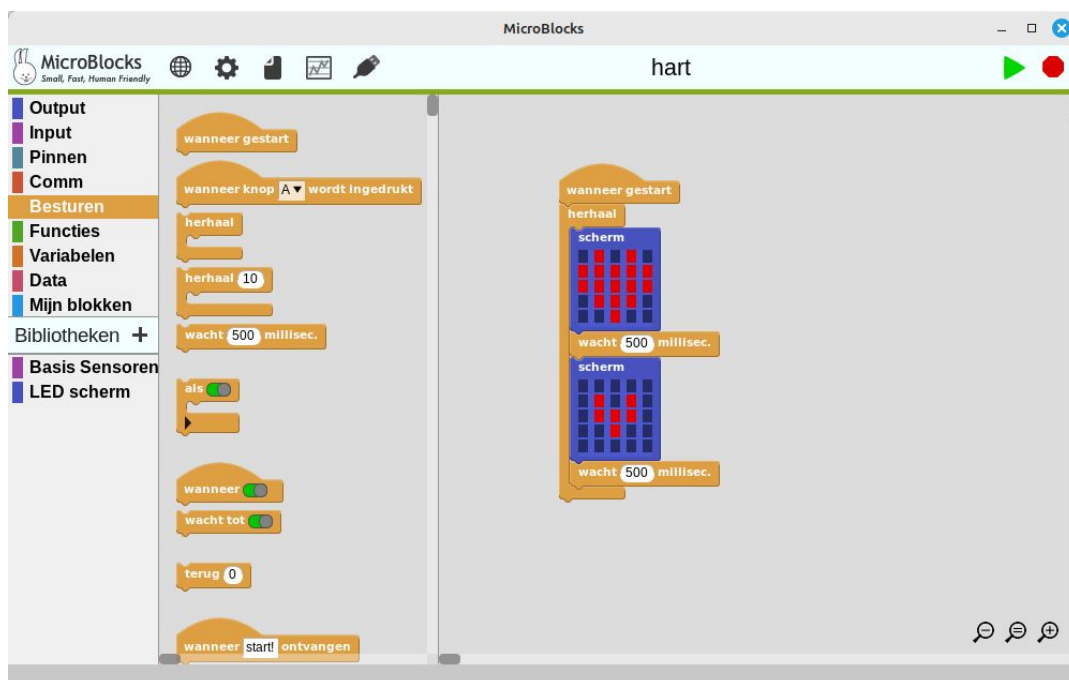 MicroBlocks
MicroBlocks
Small, Fast, Human Friendly
hart
Output
Input
Pinnen
Comm
Besturen
Functies
Variabelen
Data
Mijn blokken
Bibliotheken +
Basis Sensoren
LED scherm
wanneer gestart
wanneer knop A wordt ingedrukt
herhaal
herhaal 10
wacht 500 millisec.
als
wanneer
wacht tot
terug 0
wanneer start! ontvangen
wanneer gestart
herhaal
scherm
wacht 500 millisec.
scherm
wacht 500 millisec.